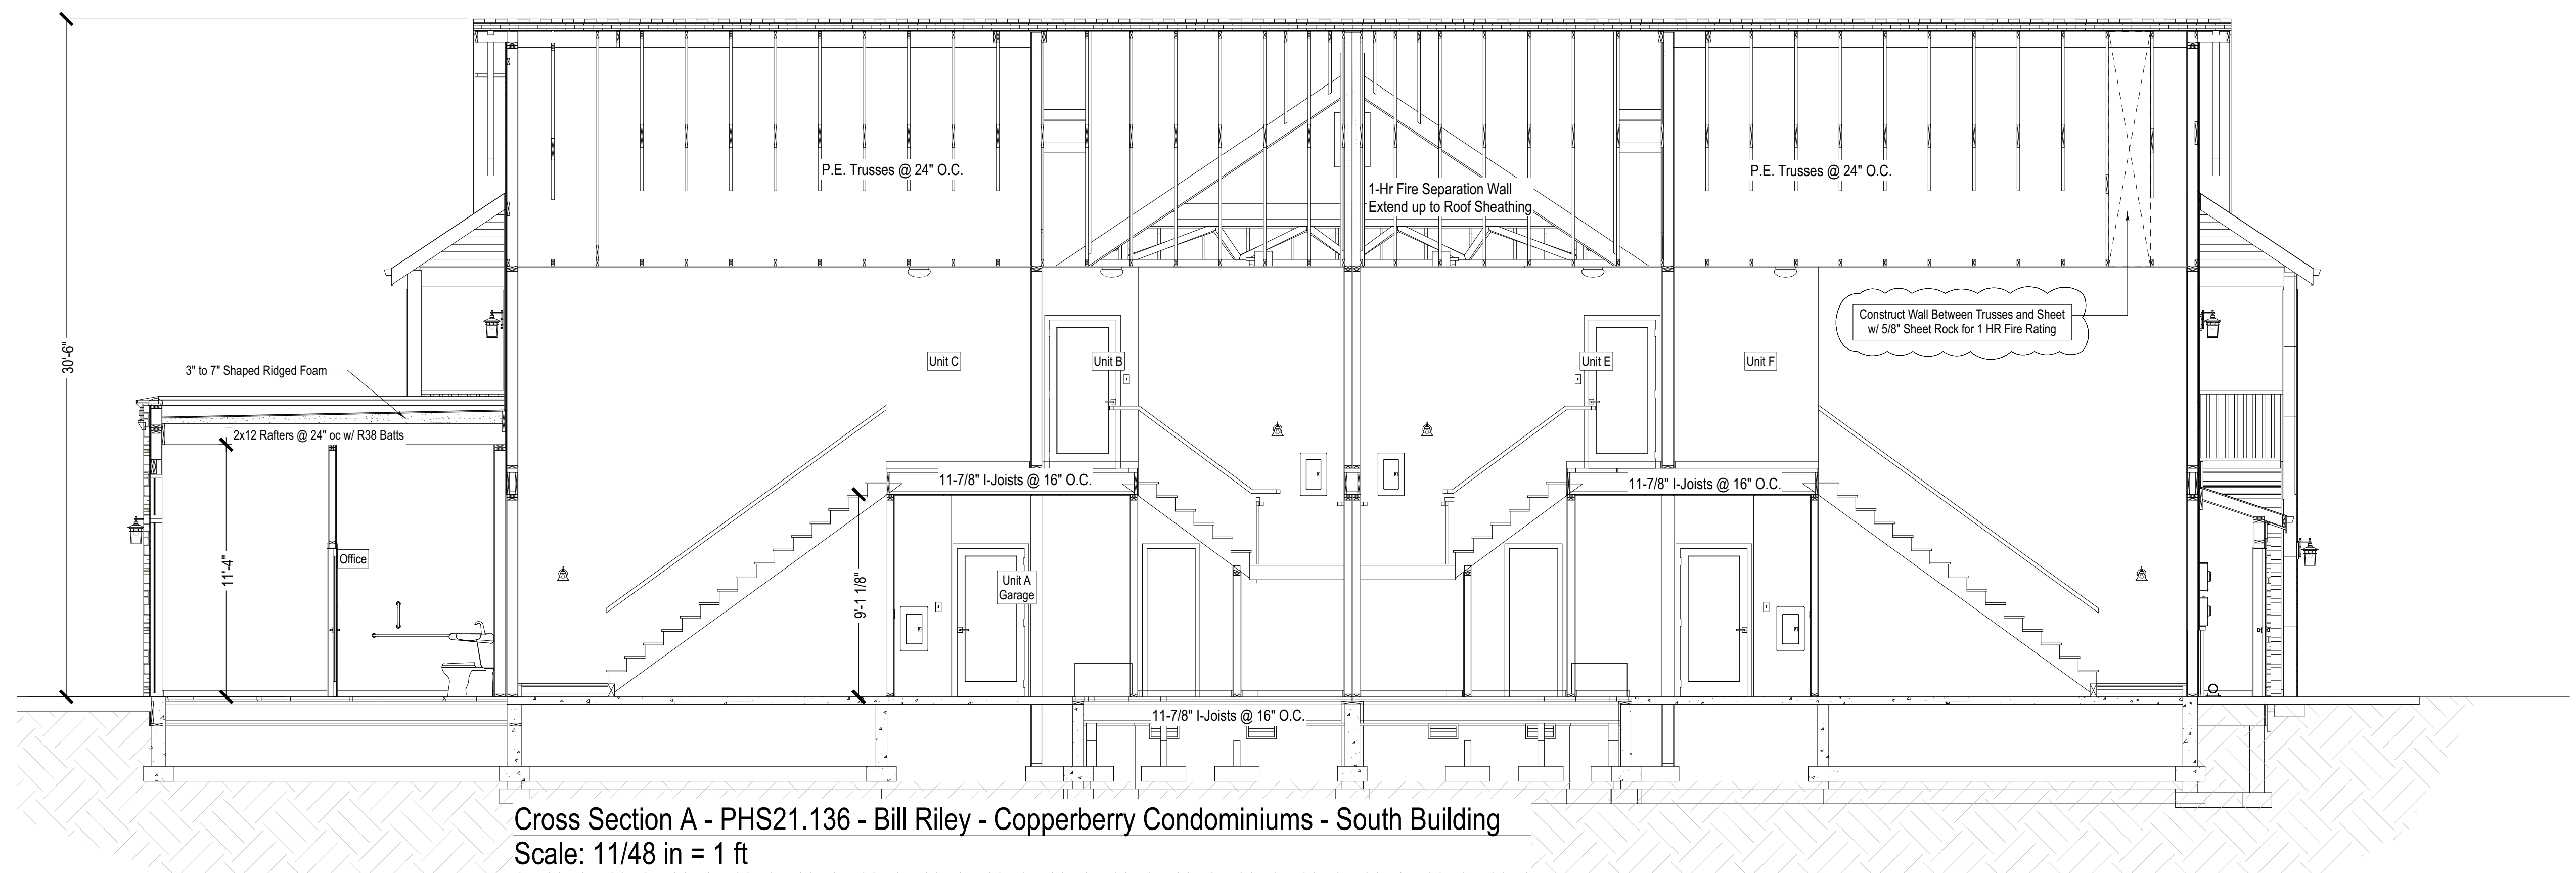 P.E. Trusses @ 24" O.C.
1-Hr Fire Separation Wall
Extend up to Roof Sheathing
P.E. Trusses @ 24" O.C.
30'-6"
3" to 7" Shaped Ridged Foam
Unit C
Unit B
Unit E
Unit F
Construct Wall Between Trusses and Sheet
w/ 5/8" Sheet Rock for 1 HR Fire Rating
2x12 Rafters @ 24" oc w/ R38 Batts
11-7/8" I-Joists @ 16" O.C.
11-7/8" I-Joists @ 16" O.C.
11'-4"
Office
9'-1 1/8"
Unit A
Garage
11-7/8" I-Joists @ 16" O.C.
Cross Section A - PHS21.136 - Bill Riley - Copperberry Condominiums - South Building
Scale: 11/48 in = 1 ft